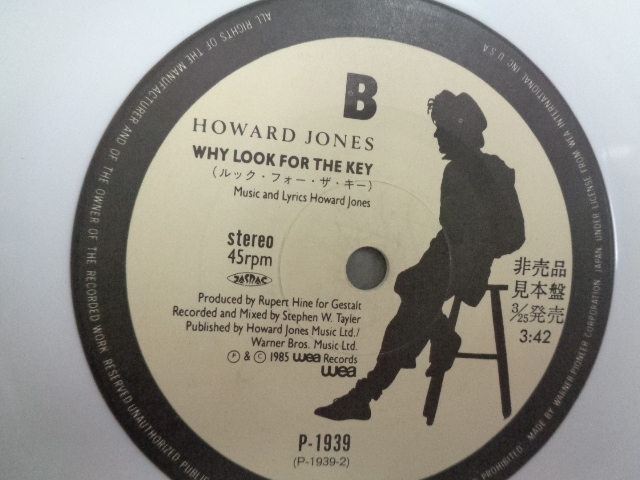 B
HOWARD JONES
WHY LOOK FOR THE KEY
(ルック・フォー・ザ・キー)
Music and Lyrics Howard Jones
stereo
45rpm
非売品
見本盤
3/25発売
3:42
Produced by Rupert Hine for Gestalt
Recorded and Mixed by Stephen W. Tayler
Published by Howard Jones Music Ltd./
Warner Bros. Music Ltd.
Ⓟ & © 1985 wea Records
wea
P-1939
(P-1939-2)
ALL RIGHTS OF THE MANUFACTURER AND OF THE OWNER OF THE RECORDED WORK RESERVED UNAUTHORIZED PUBLIC
PROHIBITED. MADE BY WARNER-PIONEER CORPORATION, JAPAN, UNDER LICENSE FROM WEA INTERNATIONAL INC U.S.A.